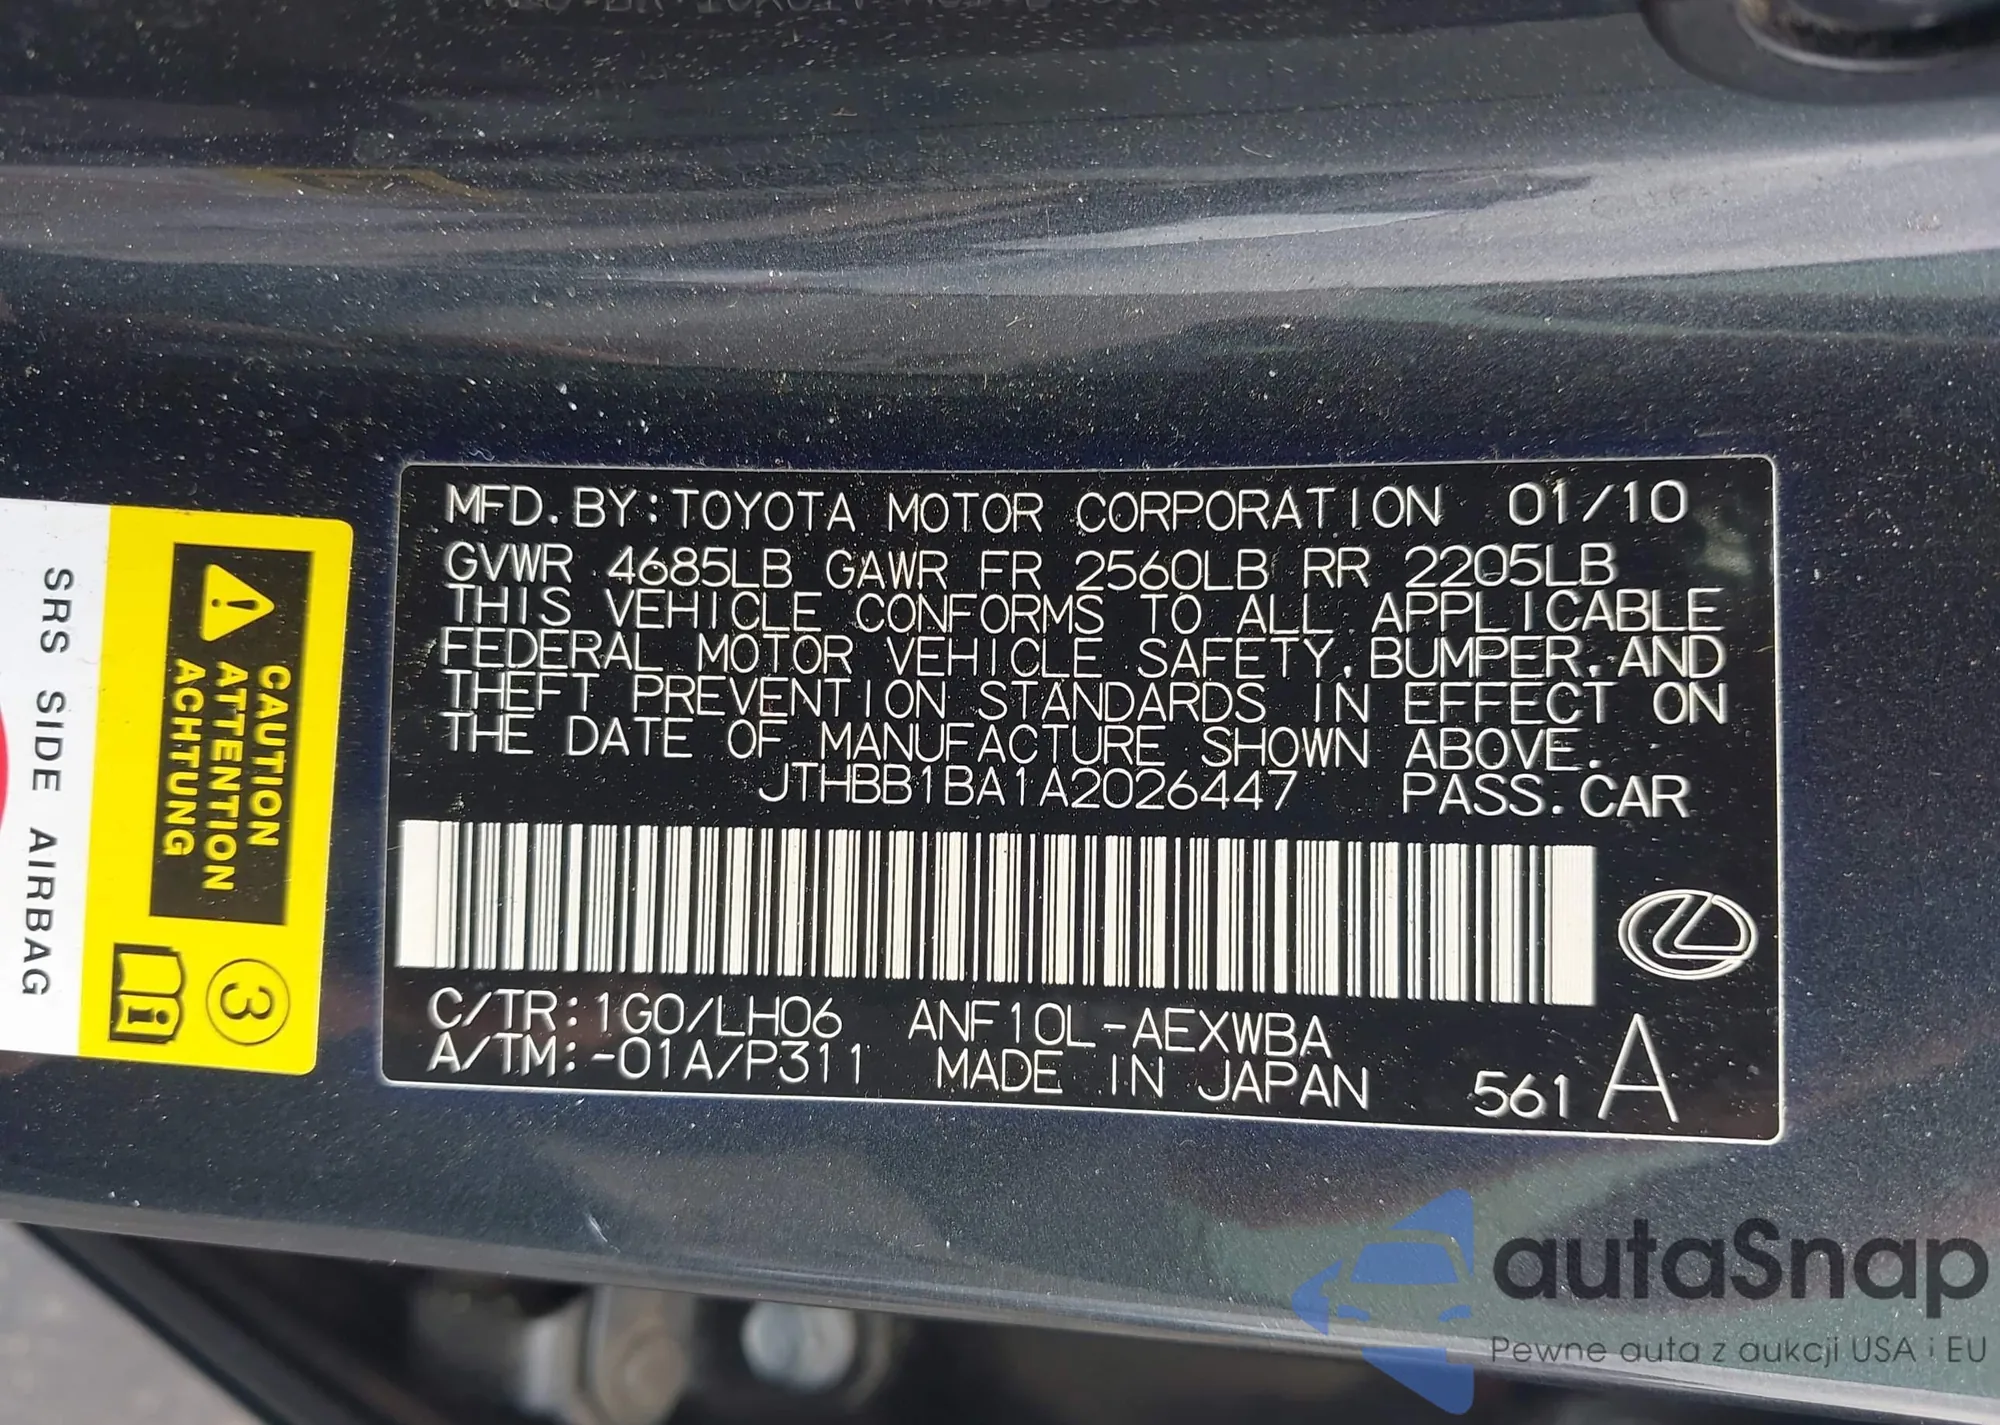 MFD. BY: TOYOTA MOTOR CORPORATION 01/10
GVWR 4685LB GAWR FR 2560LB RR 2205LB
THIS VEHICLE CONFORMS TO ALL APPLICABLE
FEDERAL MOTOR VEHICLE SAFETY, BUMPER, AND
THEFT PREVENTION STANDARDS IN EFFECT ON
THE DATE OF MANUFACTURE SHOWN ABOVE.
JTHBB1BA1A2026447 PASS. CAR
C/TR:1G0/LH06 ANF10L-AEXWBA
A/TM:-01A/P311 MADE IN JAPAN 561 A
CAUTION
ATTENTION
ACHTUNG
3
i
SRS SIDE AIRBAG
autaSnap
Pewne auta z aukcji USA i EU